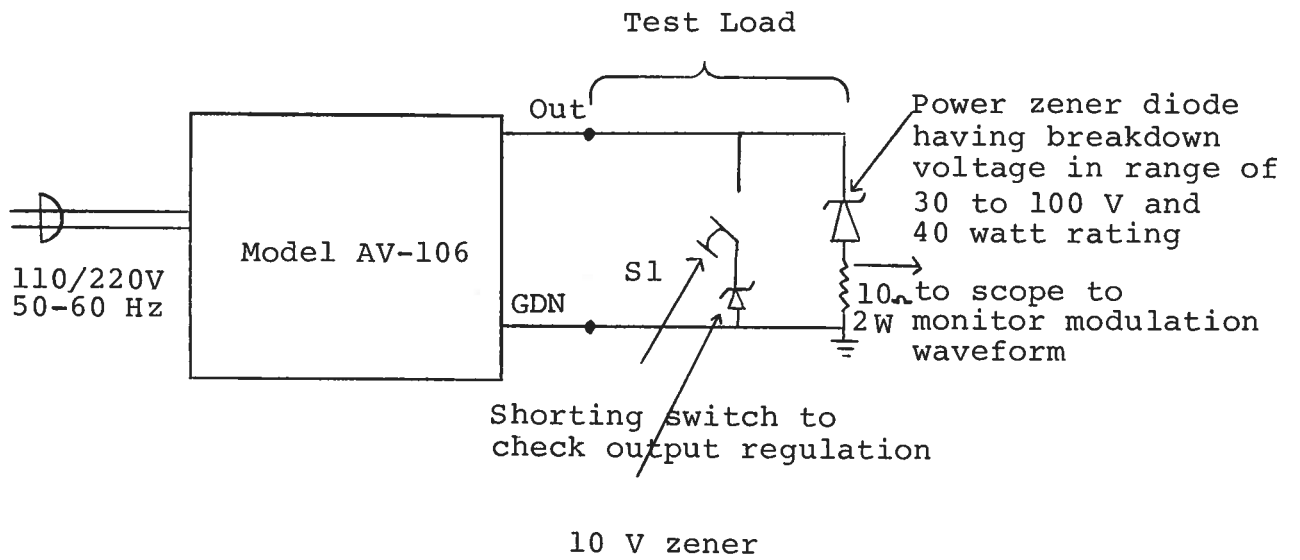 Test Load
Out
Power zener diode
having breakdown
voltage in range of
30 to 100 V and
40 watt rating
Model AV-106
110/220V
50-60 Hz
S1
GDN
10Ω
2W
to scope to
monitor modulation
waveform
Shorting switch to
check output regulation
10 V zener